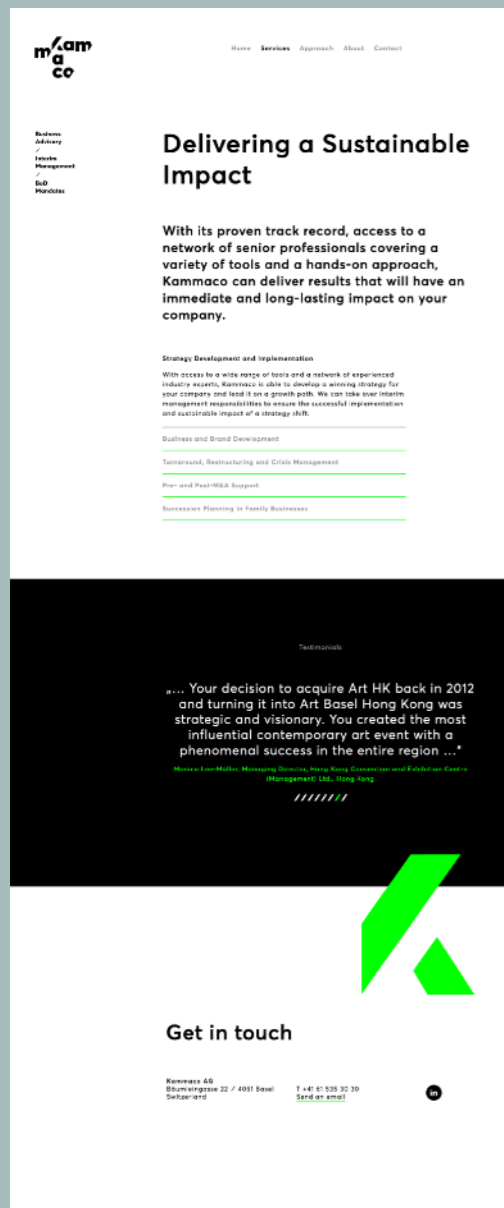 mKam
a
co
Home Services Approach About Contact
Business
Advisory
/
Interim
Management
/
BoD
Mandates
Delivering a Sustainable
Impact
With its proven track record, access to a
network of senior professionals covering a
variety of tools and a hands-on approach,
Kammaco can deliver results that will have an
immediate and long-lasting impact on your
company.
Strategy Development and Implementation
With access to a wide range of tools and a network of experienced
industry experts, Kammaco is able to develop a winning strategy for
your company and lead it on a growth path. We can take over interim
management responsibilities to ensure the successful implementation
and sustainable impact of a strategy shift.
Business and Brand Development
Turnaround, Restructuring and Crisis Management
Pre- and Post-M&A Support
Succession Planning in Family Businesses
Testimonials
„... Your decision to acquire Art HK back in 2012
and turning it into Art Basel Hong Kong was
strategic and visionary. You created the most
influential contemporary art event with a
phenomenal success in the entire region ..."
Monica Lee-Müller, Managing Director, Hong Kong Convention and Exhibition Centre
(Management) Ltd., Hong Kong
Get in touch
Kammaco AG
Bäumleingasse 22 / 4051 Basel
Switzerland
T +41 61 535 30 30
Send an email
in